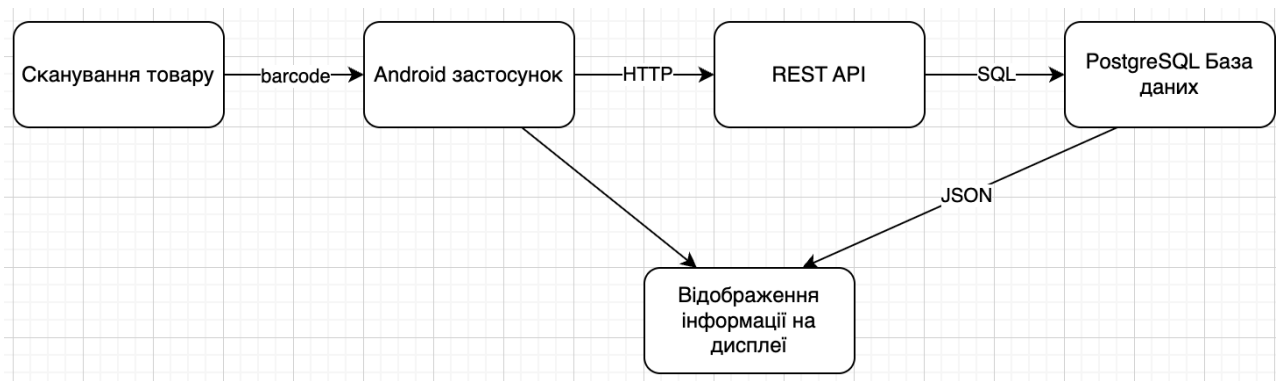 Сканування товару
barcode
Android застосунок
HTTP
REST API
SQL
PostgreSQL База
даних
JSON
Відображення
інформації на
дисплеї